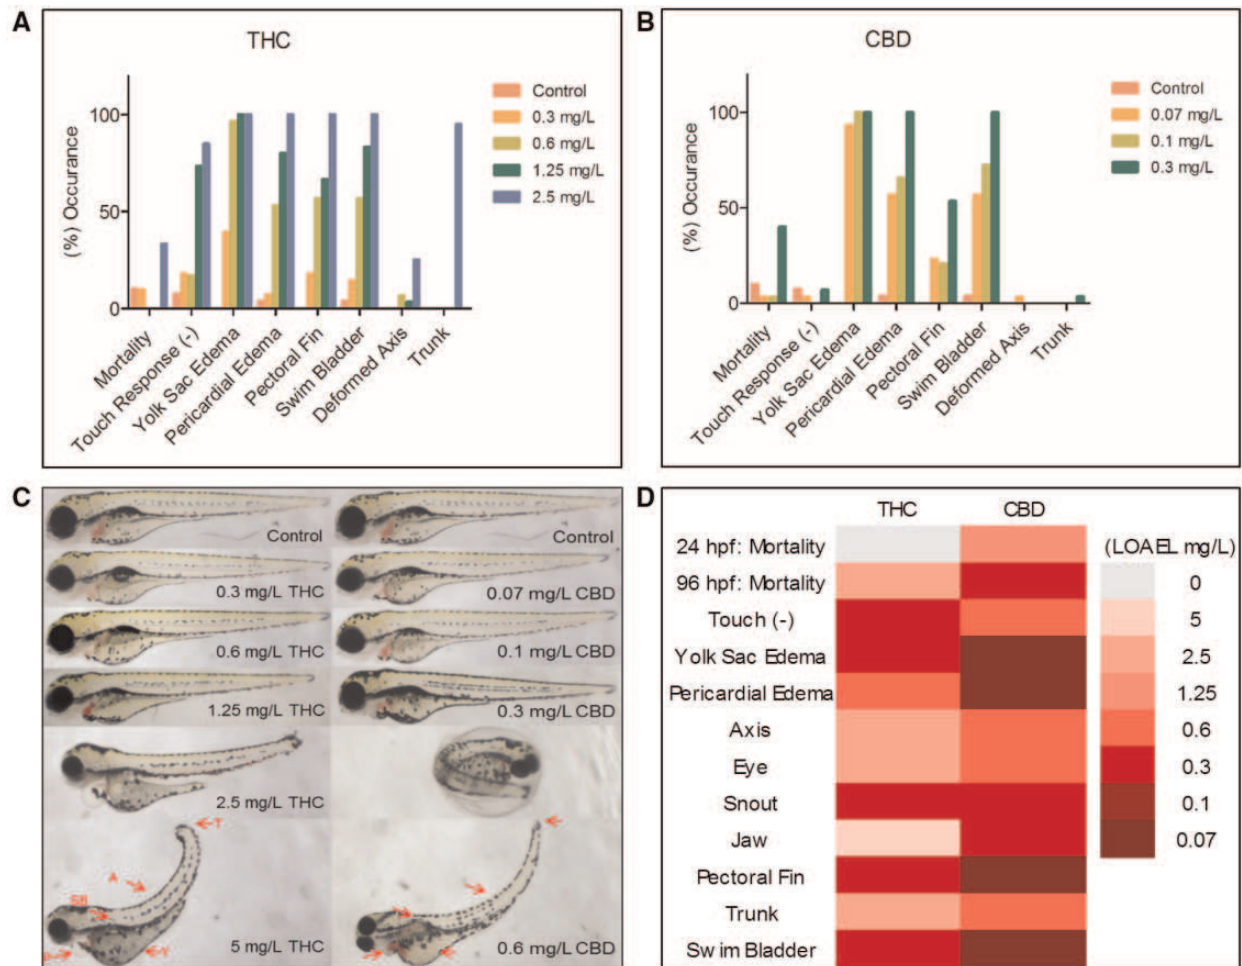 A
THC
(%) Occurance
100
50
0
Mortality
Touch Response (-)
Yolk Sac Edema
Pericardial Edema
Pectoral Fin
Swim Bladder
Deformed Axis
Trunk
Control
0.3 mg/L
0.6 mg/L
1.25 mg/L
2.5 mg/L
B
CBD
(%) Occurance
100
50
0
Mortality
Touch Response (-)
Yolk Sac Edema
Pericardial Edema
Pectoral Fin
Swim Bladder
Deformed Axis
Trunk
Control
0.07 mg/L
0.1 mg/L
0.3 mg/L
C
Control
Control
0.3 mg/L THC
0.07 mg/L CBD
0.6 mg/L THC
0.1 mg/L CBD
1.25 mg/L THC
0.3 mg/L CBD
2.5 mg/L THC
T
A
SB
Y
5 mg/L THC
0.6 mg/L CBD
D
THC CBD
24 hpf: Mortality
96 hpf: Mortality
Touch (-)
Yolk Sac Edema
Pericardial Edema
Axis
Eye
Snout
Jaw
Pectoral Fin
Trunk
Swim Bladder
(LOAEL mg/L)
0
5
2.5
1.25
0.6
0.3
0.1
0.07